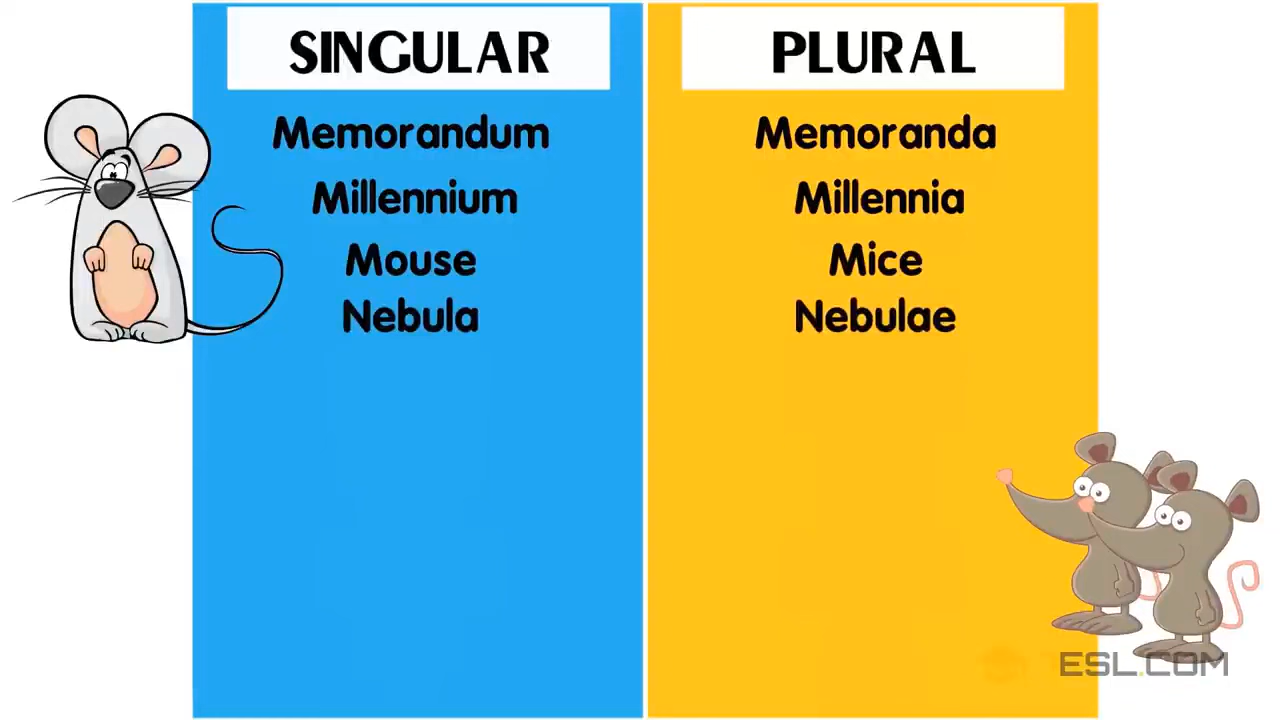 SINGULAR PLURAL
Memorandum Memoranda
Millennium Millennia
Mouse Mice
Nebula Nebulae
ESL.COM